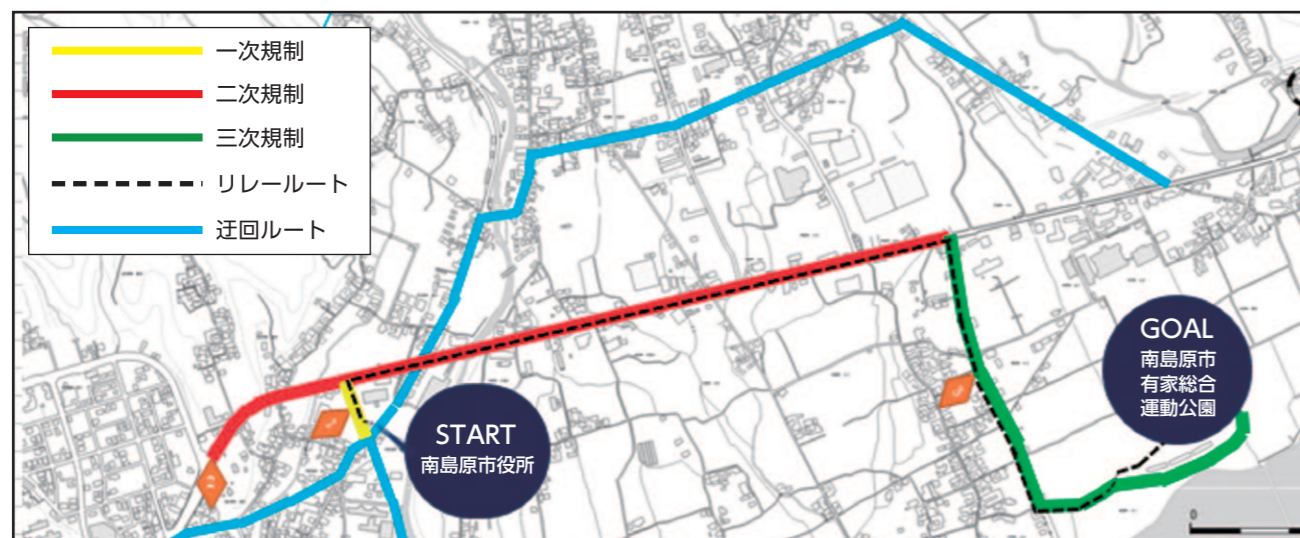 一次規制
二次規制
三次規制
リレールート
迂回ルート
START
南島原市役所
GOAL
南島原市
有家総合
運動公園
0